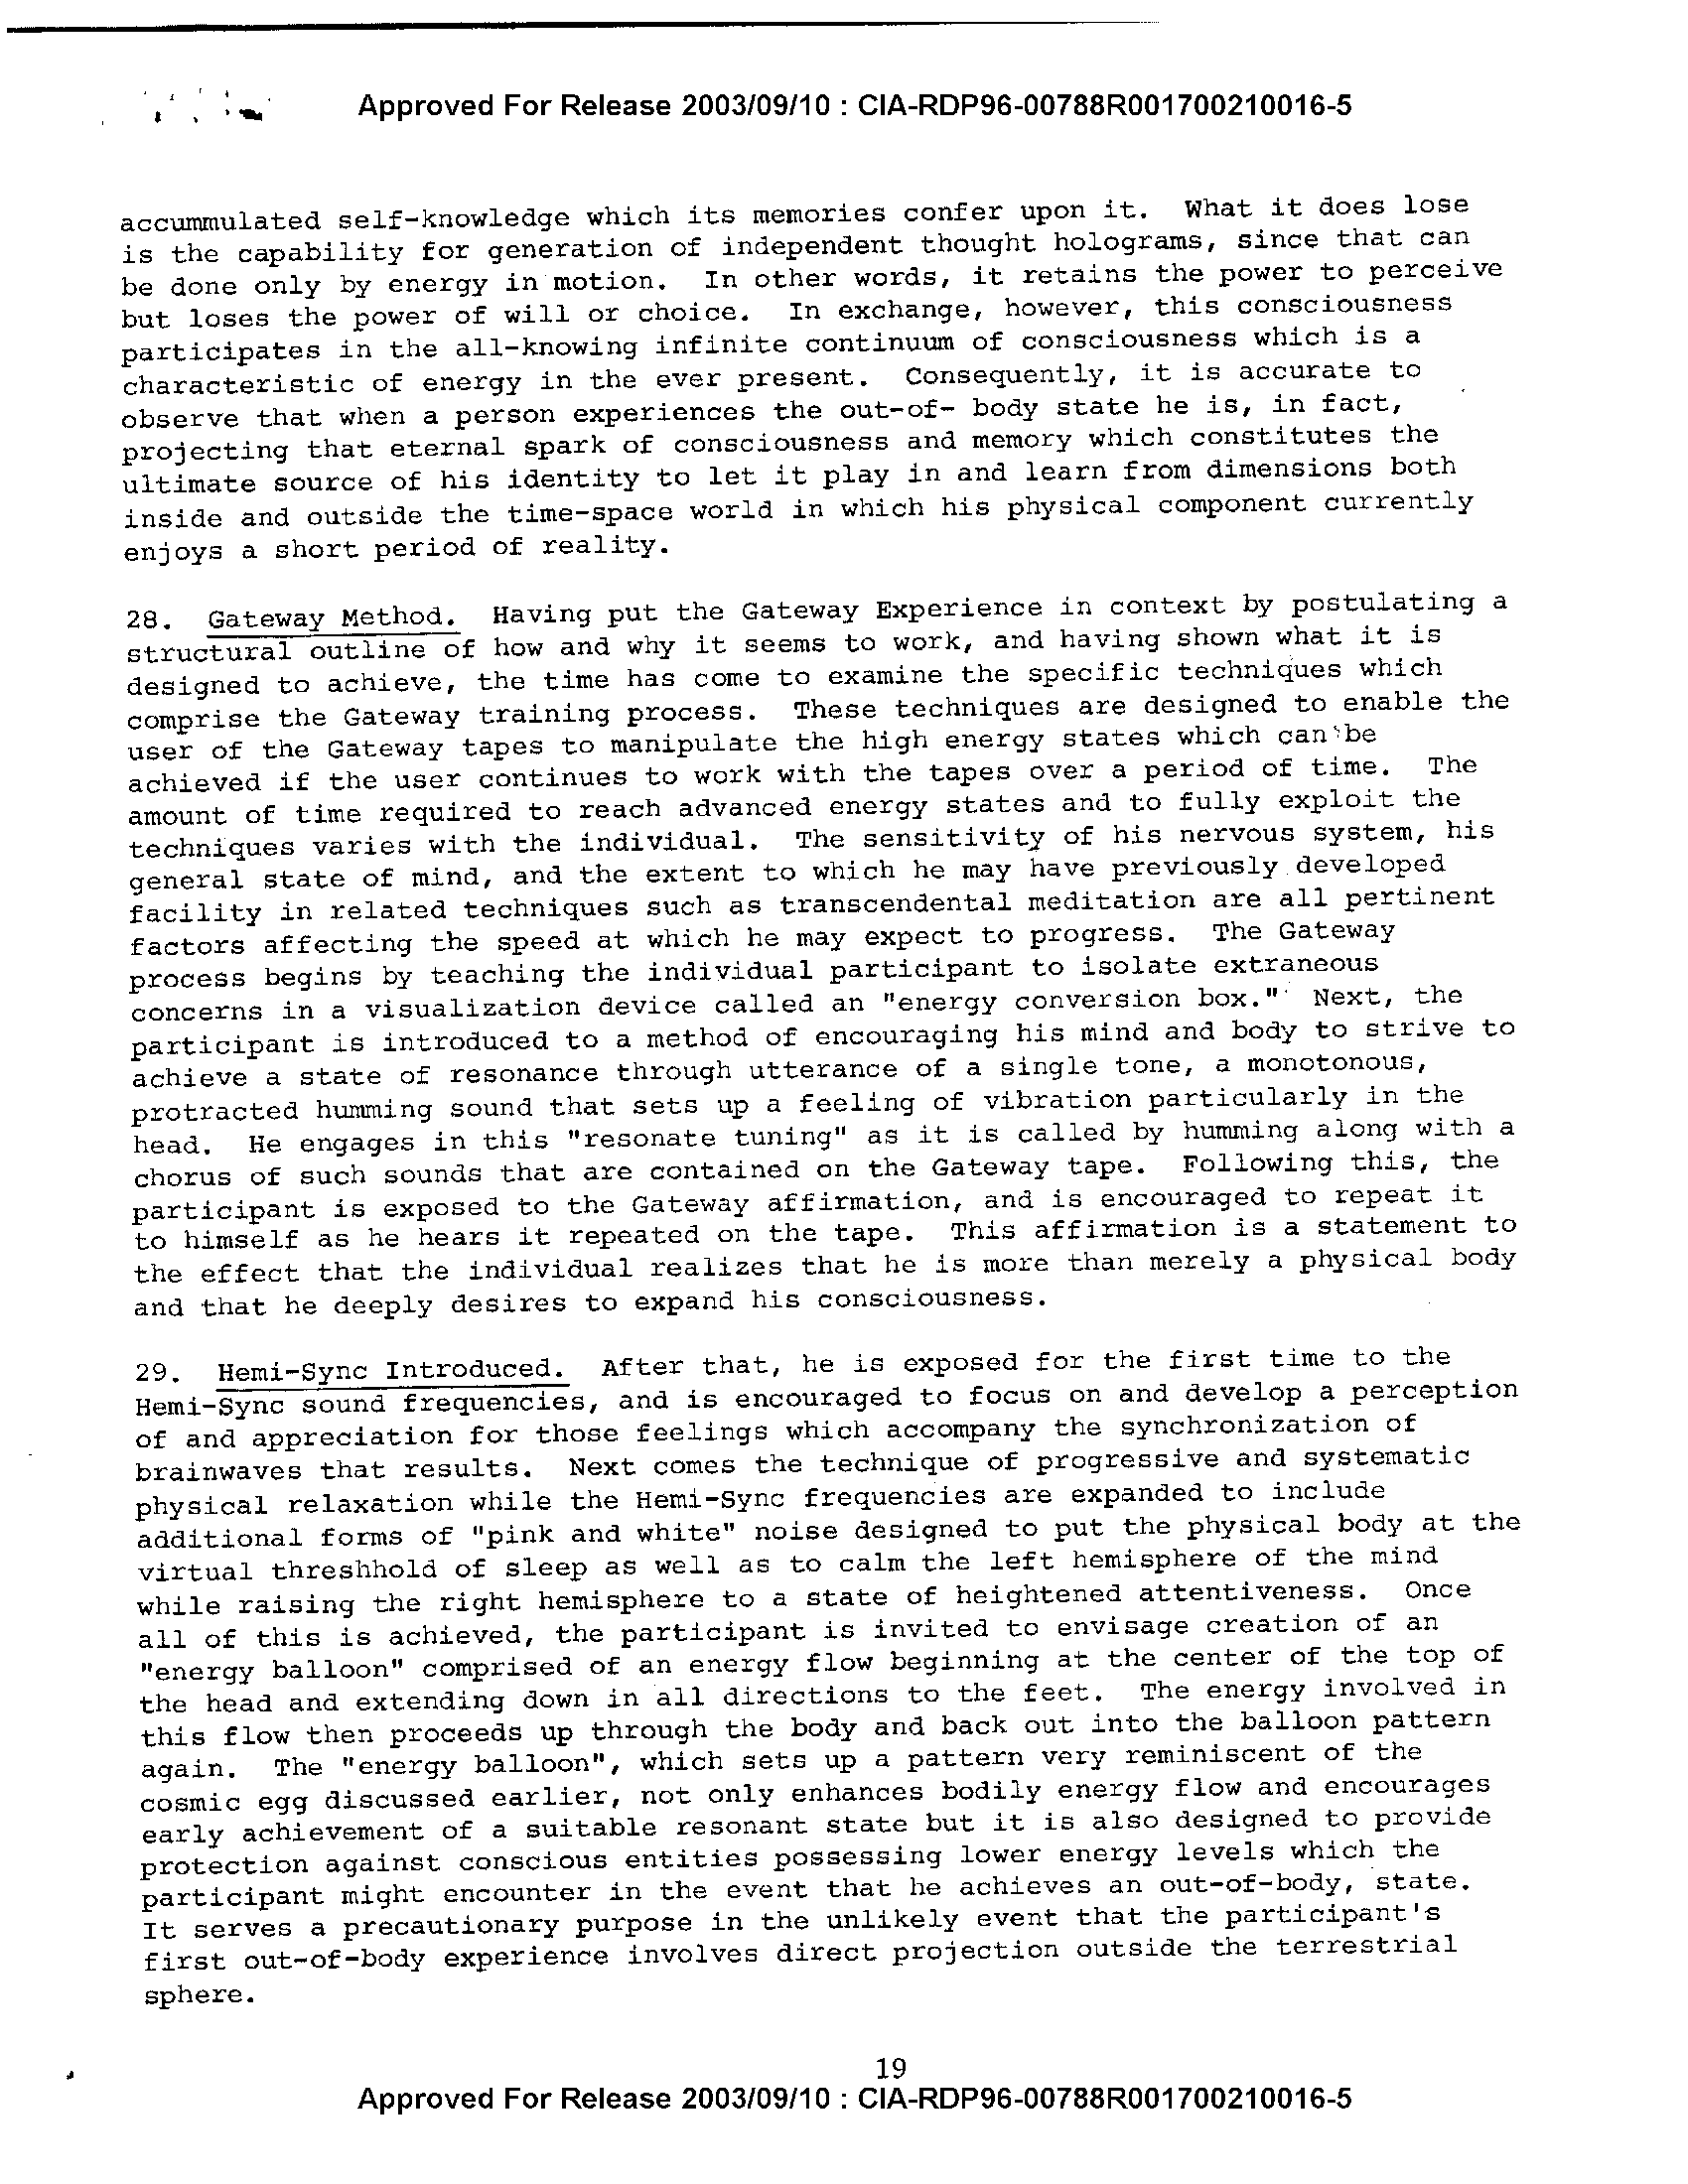 Approved For Release 2003/09/10 : CIA-RDP96-00788R001700210016-5
accummulated self-knowledge which its memories confer upon it. What it does lose
is the capability for generation of independent thought holograms, since that can
be done only by energy in motion. In other words, it retains the power to perceive
but loses the power of will or choice. In exchange, however, this consciousness
participates in the all-knowing infinite continuum of consciousness which is a
characteristic of energy in the ever present. Consequently, it is accurate to
observe that when a person experiences the out-of- body state he is, in fact,
projecting that eternal spark of consciousness and memory which constitutes the
ultimate source of his identity to let it play in and learn from dimensions both
inside and outside the time-space world in which his physical component currently
enjoys a short period of reality.
28. Gateway Method. Having put the Gateway Experience in context by postulating a
structural outline of how and why it seems to work, and having shown what it is
designed to achieve, the time has come to examine the specific techniques which
comprise the Gateway training process. These techniques are designed to enable the
user of the Gateway tapes to manipulate the high energy states which can be
achieved if the user continues to work with the tapes over a period of time. The
amount of time required to reach advanced energy states and to fully exploit the
techniques varies with the individual. The sensitivity of his nervous system, his
general state of mind, and the extent to which he may have previously developed
facility in related techniques such as transcendental meditation are all pertinent
factors affecting the speed at which he may expect to progress. The Gateway
process begins by teaching the individual participant to isolate extraneous
concerns in a visualization device called an "energy conversion box." Next, the
participant is introduced to a method of encouraging his mind and body to strive to
achieve a state of resonance through utterance of a single tone, a monotonous,
protracted humming sound that sets up a feeling of vibration particularly in the
head. He engages in this "resonate tuning" as it is called by humming along with a
chorus of such sounds that are contained on the Gateway tape. Following this, the
participant is exposed to the Gateway affirmation, and is encouraged to repeat it
to himself as he hears it repeated on the tape. This affirmation is a statement to
the effect that the individual realizes that he is more than merely a physical body
and that he deeply desires to expand his consciousness.
29. Hemi-Sync Introduced. After that, he is exposed for the first time to the
Hemi-Sync sound frequencies, and is encouraged to focus on and develop a perception
of and appreciation for those feelings which accompany the synchronization of
brainwaves that results. Next comes the technique of progressive and systematic
physical relaxation while the Hemi-Sync frequencies are expanded to include
additional forms of "pink and white" noise designed to put the physical body at the
virtual threshhold of sleep as well as to calm the left hemisphere of the mind
while raising the right hemisphere to a state of heightened attentiveness. Once
all of this is achieved, the participant is invited to envisage creation of an
"energy balloon" comprised of an energy flow beginning at the center of the top of
the head and extending down in all directions to the feet. The energy involved in
this flow then proceeds up through the body and back out into the balloon pattern
again. The "energy balloon", which sets up a pattern very reminiscent of the
cosmic egg discussed earlier, not only enhances bodily energy flow and encourages
early achievement of a suitable resonant state but it is also designed to provide
protection against conscious entities possessing lower energy levels which the
participant might encounter in the event that he achieves an out-of-body, state.
It serves a precautionary purpose in the unlikely event that the participant's
first out-of-body experience involves direct projection outside the terrestrial
sphere.
19
Approved For Release 2003/09/10 : CIA-RDP96-00788R001700210016-5